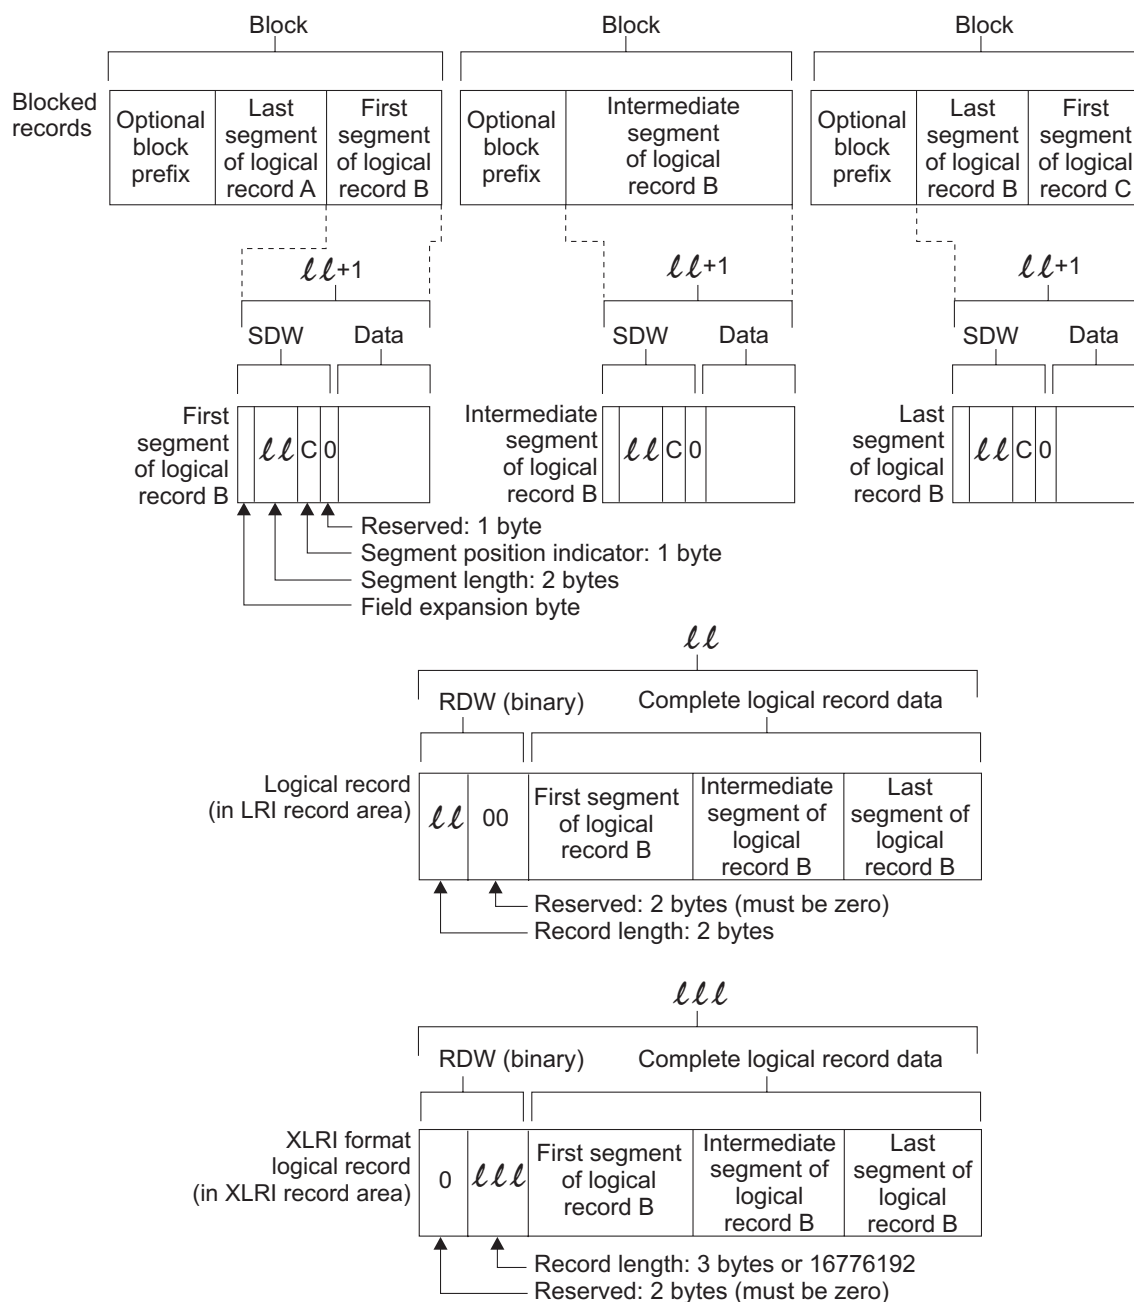 Block
Block
Block
Blocked
records
Optional
block
prefix
Last
segment
of logical
record A
First
segment
of logical
record B
Optional
block
prefix
Intermediate
segment
of logical
record B
Optional
block
prefix
Last
segment
of logical
record B
First
segment
of logical
record C
ℓℓ+1
ℓℓ+1
ℓℓ+1
SDW
Data
SDW
Data
SDW
Data
First
segment
of logical
record B
ℓℓ C 0
Intermediate
segment
of logical
record B
ℓℓ C 0
Last
segment
of logical
record B
ℓℓ C 0
Reserved: 1 byte
Segment position indicator: 1 byte
Segment length: 2 bytes
Field expansion byte
ℓℓ
RDW (binary)
Complete logical record data
Logical record
(in LRI record area)
ℓℓ
00
First segment
of logical
record B
Intermediate
segment of
logical
record B
Last
segment of
logical
record B
Reserved: 2 bytes (must be zero)
Record length: 2 bytes
ℓℓℓ
RDW (binary)
Complete logical record data
XLRI format
logical record
(in XLRI record area)
0
ℓℓℓ
First segment
of logical
record B
Intermediate
segment of
logical
record B
Last
segment of
logical
record B
Record length: 3 bytes or 16776192
Reserved: 2 bytes (must be zero)